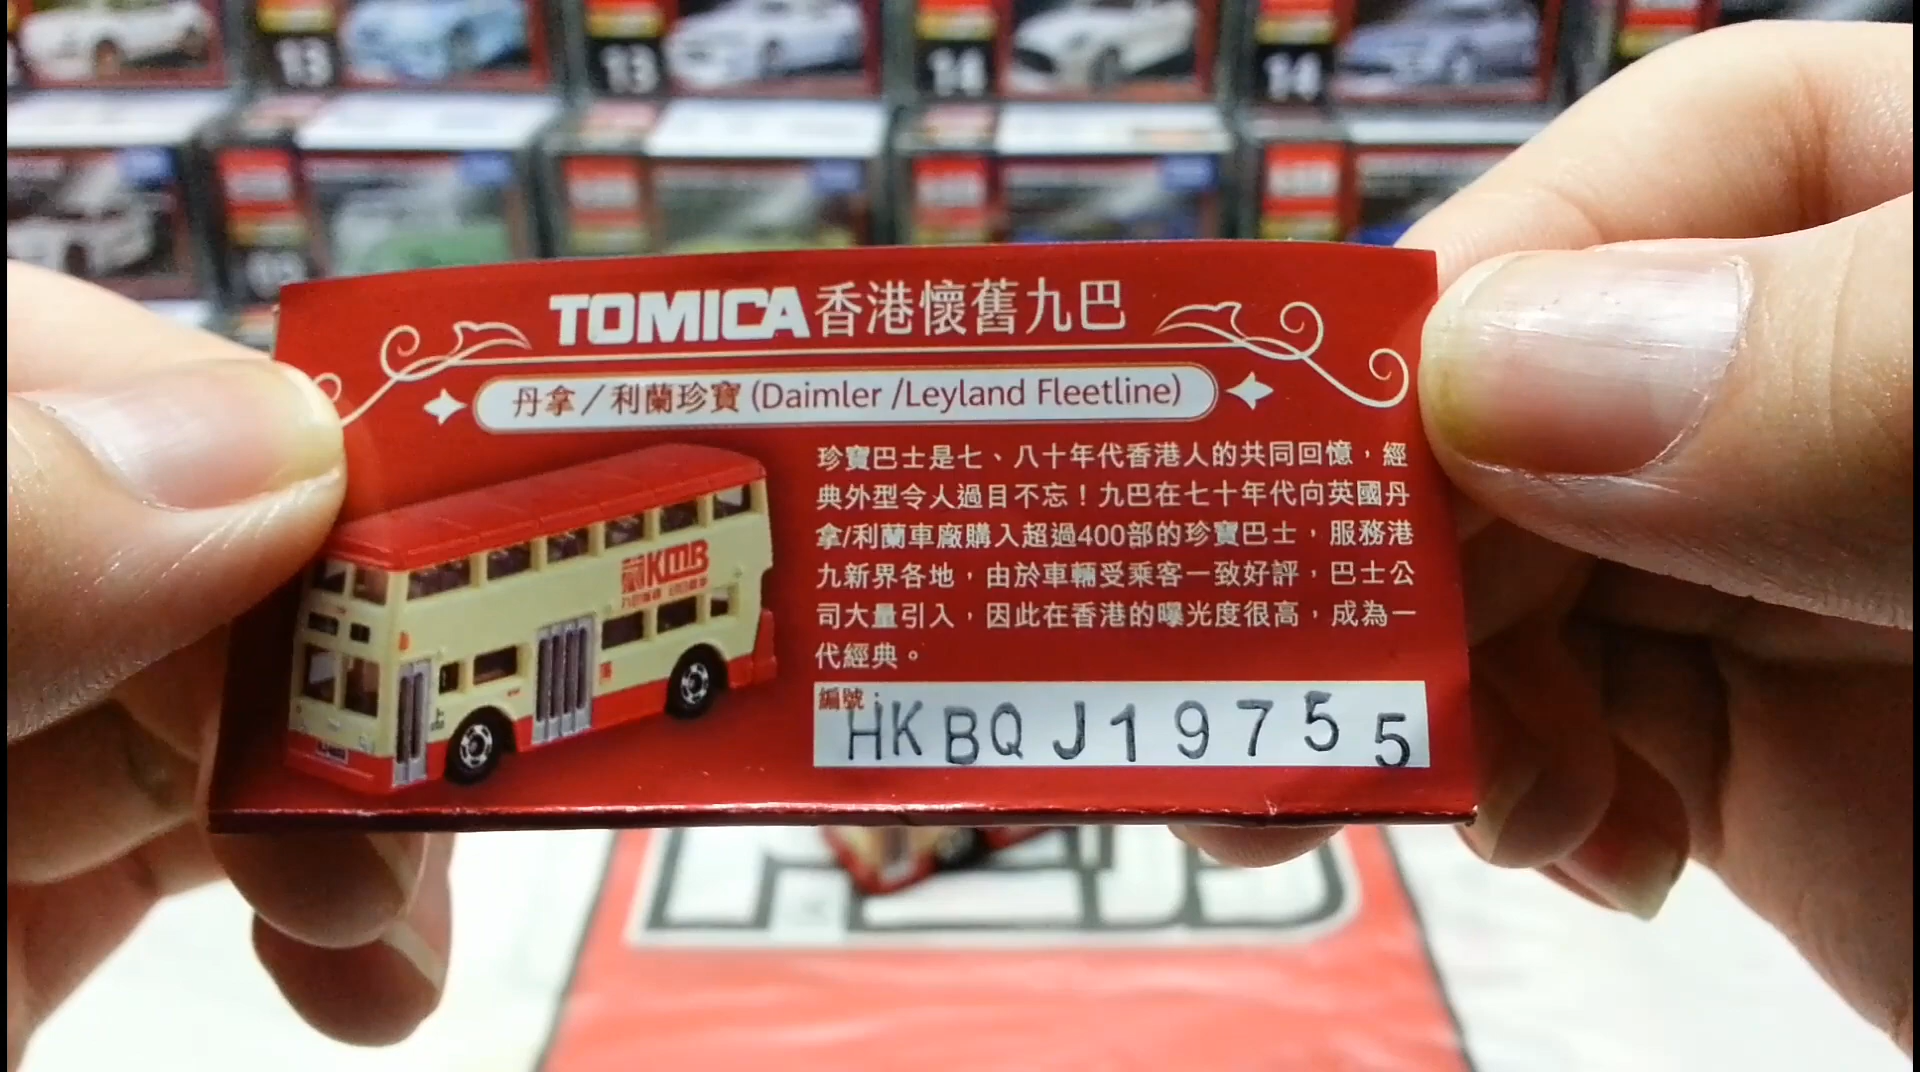 13
13
14
14
TOMICA香港懷舊九巴
丹拿／利蘭珍寶 (Daimler /Leyland Fleetline)
珍寶巴士是七、八十年代香港人的共同回憶，經
典外型令人過目不忘！九巴在七十年代向英國丹
拿/利蘭車廠購入超過400部的珍寶巴士，服務港
九新界各地，由於車輛受乘客一致好評，巴士公
司大量引入，因此在香港的曝光度很高，成為一
代經典。
KMB
上
編號：
HKBQJ19755